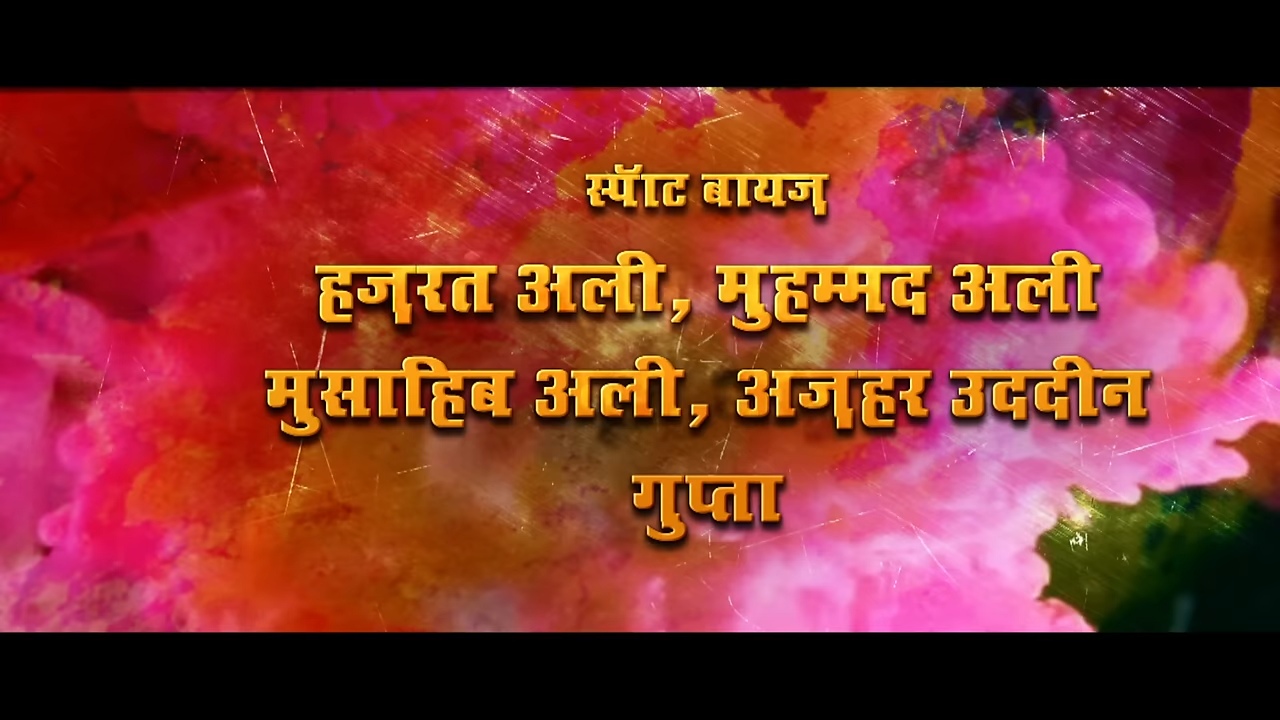 स्पॅाट बायज़
हज़रत अली, मुहम्मद अली
मुसाहिब अली, अज़हर उददीन
गुप्ता